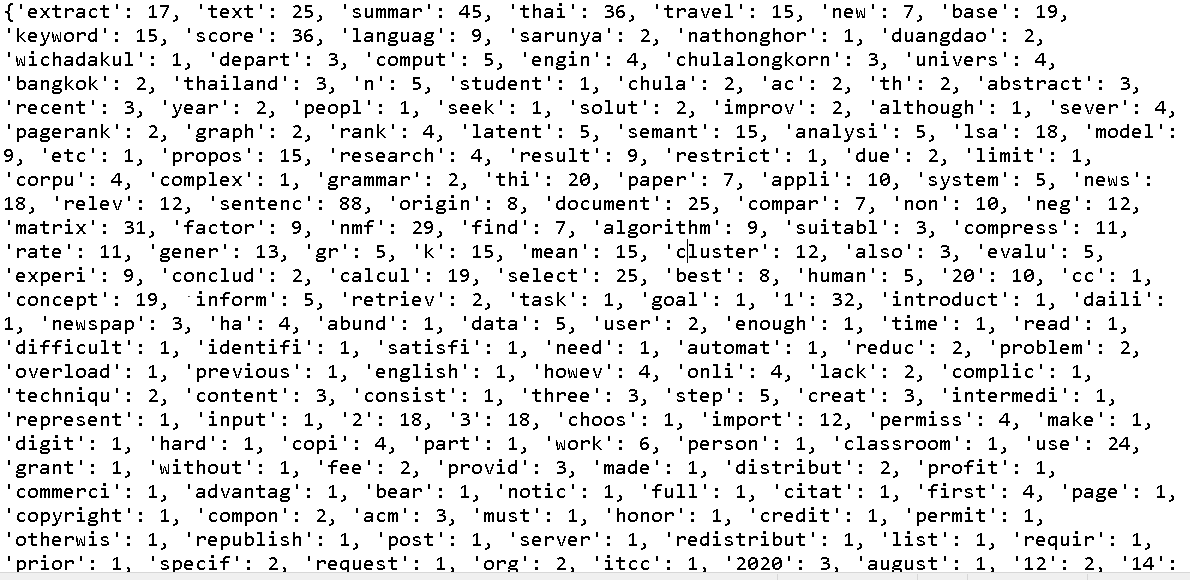 {'extract': 17, 'text': 25, 'summar': 45, 'thai': 36, 'travel': 15, 'new': 7, 'base': 19,
'keyword': 15, 'score': 36, 'languag': 9, 'sarunya': 2, 'nathonghor': 1, 'duangdao': 2,
'wichadakul': 1, 'depart': 3, 'comput': 5, 'engin': 4, 'chulalongkorn': 3, 'univers': 4,
'bangkok': 2, 'thailand': 3, 'n': 5, 'student': 1, 'chula': 2, 'ac': 2, 'th': 2, 'abstract': 3,
'recent': 3, 'year': 2, 'peopl': 1, 'seek': 1, 'solut': 2, 'improv': 2, 'although': 1, 'sever': 4,
'pagerank': 2, 'graph': 2, 'rank': 4, 'latent': 5, 'semant': 15, 'analysi': 5, 'lsa': 18, 'model':
9, 'etc': 1, 'propos': 15, 'research': 4, 'result': 9, 'restrict': 1, 'due': 2, 'limit': 1,
'corpu': 4, 'complex': 1, 'grammar': 2, 'thi': 20, 'paper': 7, 'appli': 10, 'system': 5, 'news':
18, 'relev': 12, 'sentenc': 88, 'origin': 8, 'document': 25, 'compar': 7, 'non': 10, 'neg': 12,
'matrix': 31, 'factor': 9, 'nmf': 29, 'find': 7, 'algorithm': 9, 'suitabl': 3, 'compress': 11,
'rate': 11, 'gener': 13, 'gr': 5, 'k': 15, 'mean': 15, 'cluster': 12, 'also': 3, 'evalu': 5,
'experi': 9, 'conclud': 2, 'calcul': 19, 'select': 25, 'best': 8, 'human': 5, '20': 10, 'cc': 1,
'concept': 19, 'inform': 5, 'retriev': 2, 'task': 1, 'goal': 1, '1': 32, 'introduct': 1, 'daili':
1, 'newspap': 3, 'ha': 4, 'abund': 1, 'data': 5, 'user': 2, 'enough': 1, 'time': 1, 'read': 1,
'difficult': 1, 'identifi': 1, 'satisfi': 1, 'need': 1, 'automat': 1, 'reduc': 2, 'problem': 2,
'overload': 1, 'previous': 1, 'english': 1, 'howev': 4, 'onli': 4, 'lack': 2, 'complic': 1,
'techniqu': 2, 'content': 3, 'consist': 1, 'three': 3, 'step': 5, 'creat': 3, 'intermedi': 1,
'represent': 1, 'input': 1, '2': 18, '3': 18, 'choos': 1, 'import': 12, 'permiss': 4, 'make': 1,
'digit': 1, 'hard': 1, 'copi': 4, 'part': 1, 'work': 6, 'person': 1, 'classroom': 1, 'use': 24,
'grant': 1, 'without': 1, 'fee': 2, 'provid': 3, 'made': 1, 'distribut': 2, 'profit': 1,
'commerci': 1, 'advantag': 1, 'bear': 1, 'notic': 1, 'full': 1, 'citat': 1, 'first': 4, 'page': 1,
'copyright': 1, 'compon': 2, 'acm': 3, 'must': 1, 'honor': 1, 'credit': 1, 'permit': 1,
'otherwis': 1, 'republish': 1, 'post': 1, 'server': 1, 'redistribut': 1, 'list': 1, 'requir': 1,
'prior': 1, 'specif': 2, 'request': 1, 'org': 2, 'itcc': 1, '2020': 3, 'august': 1, '12': 2, '14':